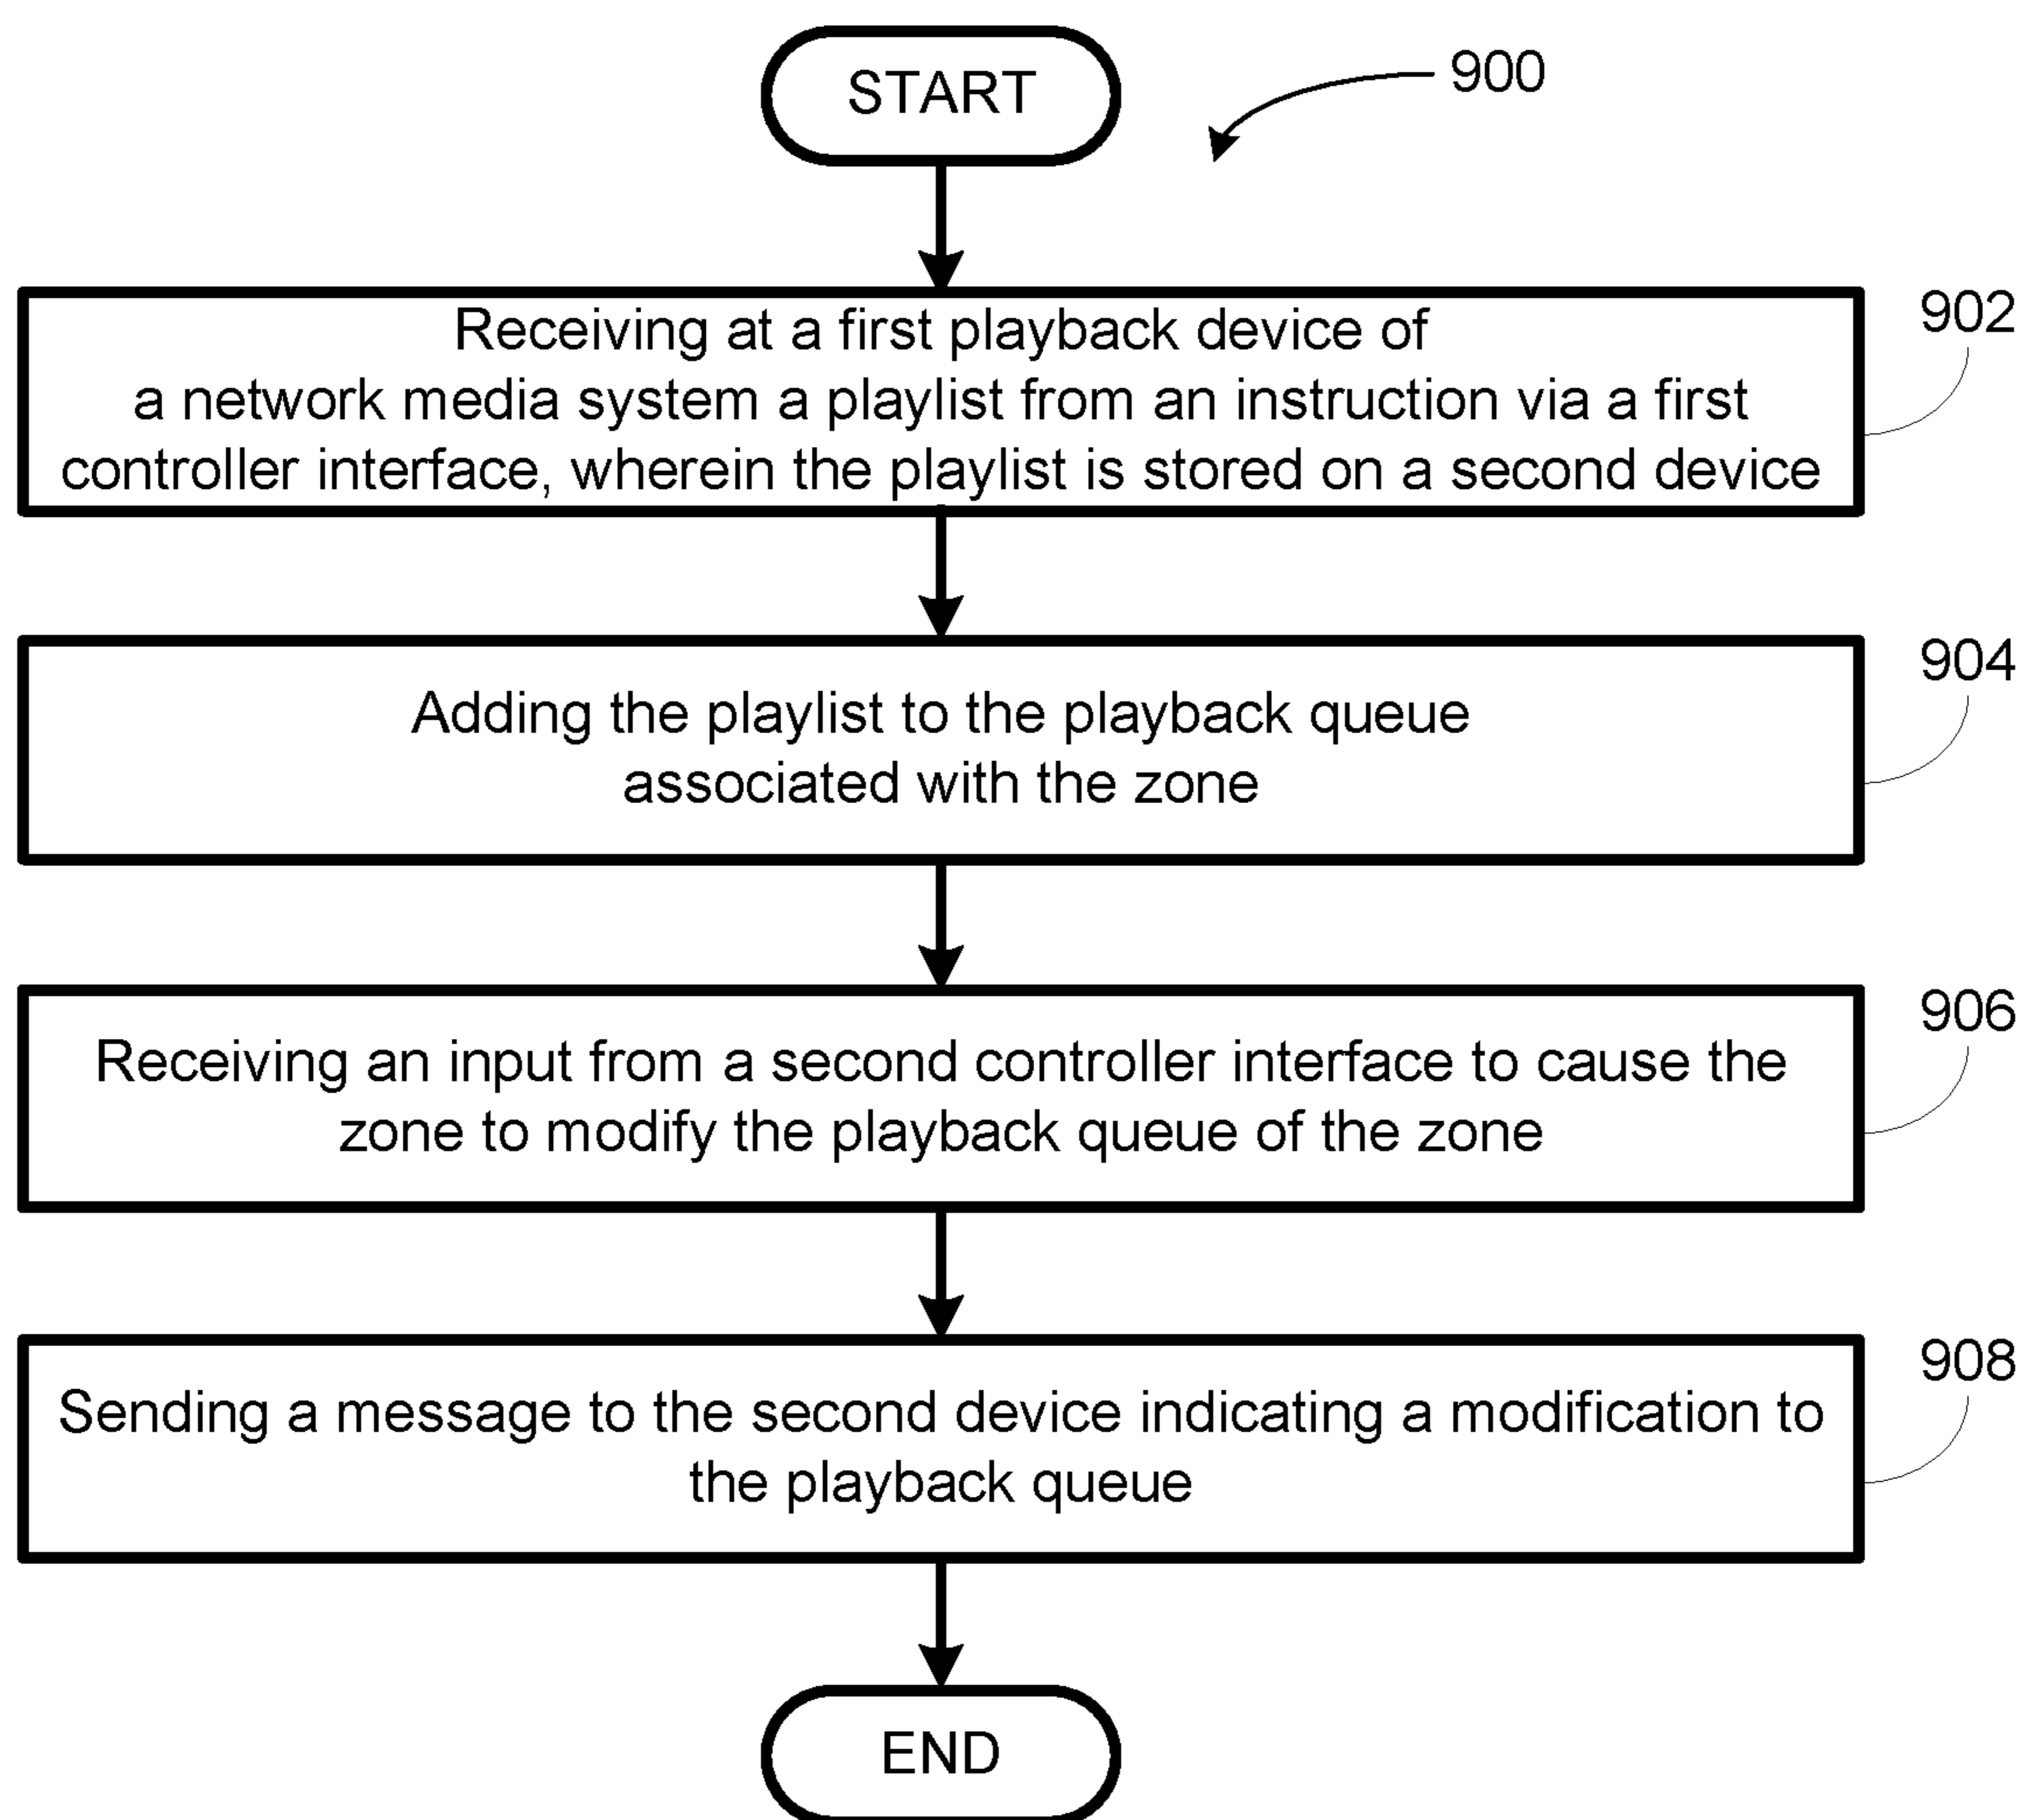 START
900
Receiving at a first playback device of
a network media system a playlist from an instruction via a first
controller interface, wherein the playlist is stored on a second device
902
Adding the playlist to the playback queue
associated with the zone
904
Receiving an input from a second controller interface to cause the
zone to modify the playback queue of the zone
906
Sending a message to the second device indicating a modification to
the playback queue
908
END